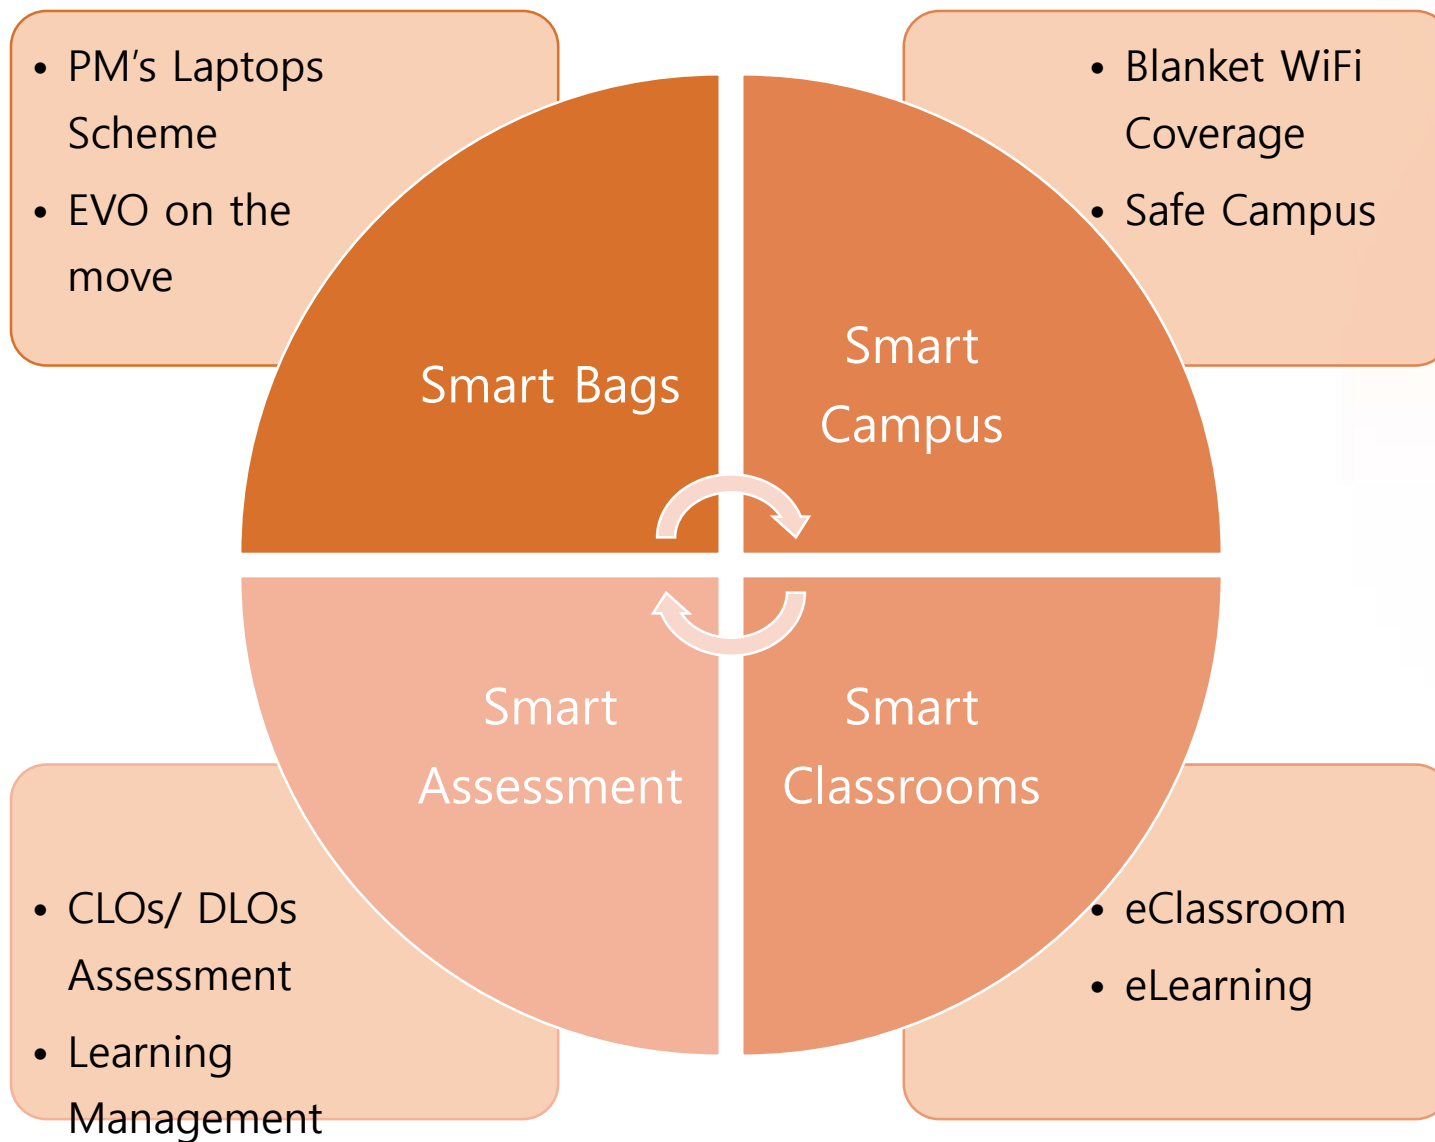 • PM’s Laptops
Scheme
• EVO on the
move
• Blanket WiFi
Coverage
• Safe Campus
Smart Bags
Smart
Campus
Smart
Assessment
Smart
Classrooms
• CLOs/ DLOs
Assessment
• Learning
Management
• eClassroom
• eLearning